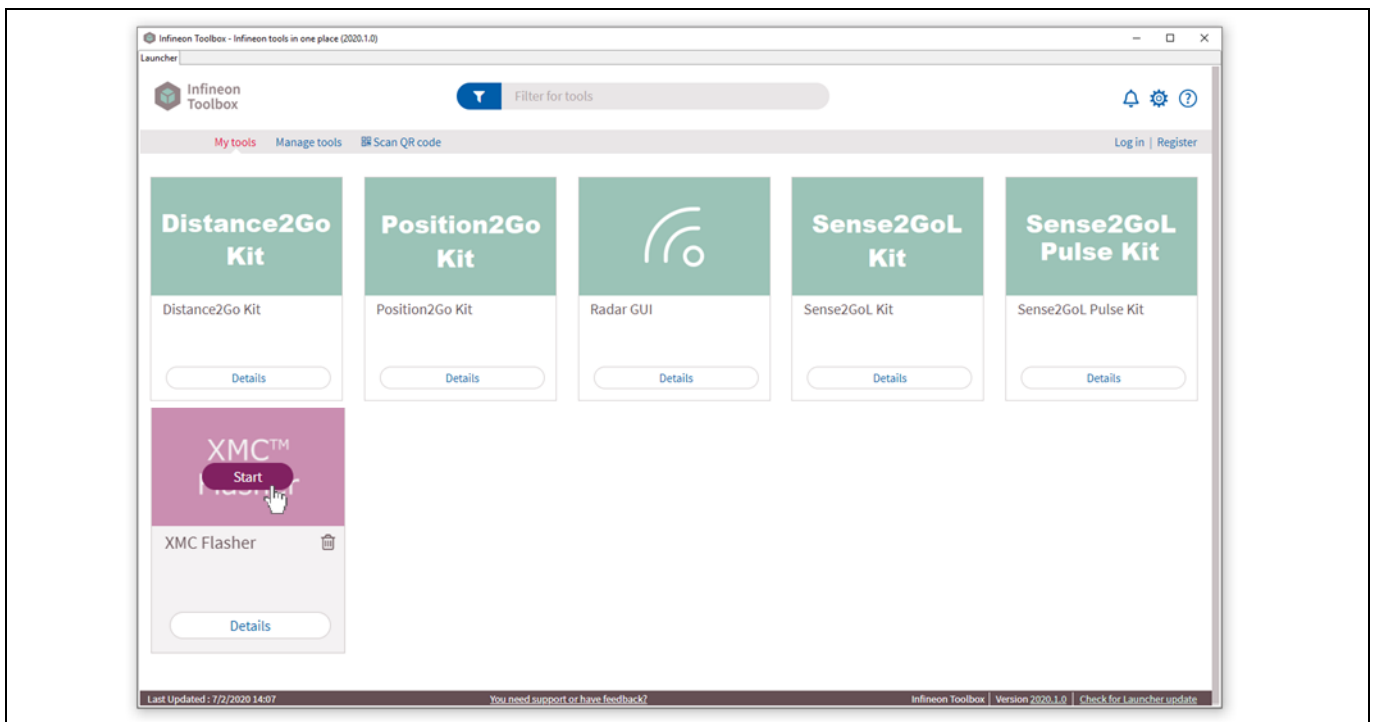 Infineon Toolbox - Infineon tools in one place (2020.1.0)
Launcher
Infineon
Toolbox
Filter for tools
My tools Manage tools Scan QR code Log in | Register
Distance2Go
Kit
Position2Go
Kit
Sense2GoL
Kit
Sense2GoL
Pulse Kit
Distance2Go Kit
Position2Go Kit
Radar GUI
Sense2GoL Kit
Sense2GoL Pulse Kit
Details
Details
Details
Details
Details
XMC™
Start
XMC Flasher
Details
Last Updated : 7/2/2020 14:07 You need support or have feedback? Infineon Toolbox | Version 2020.1.0 | Check for Launcher update